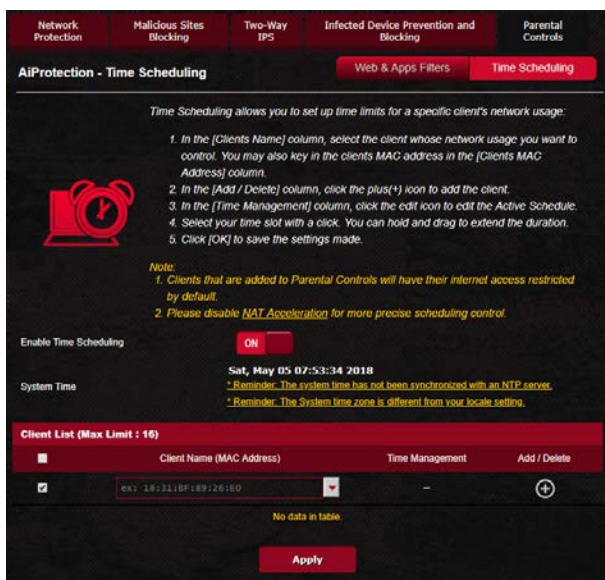 Network Protection
Malicious Sites Blocking
Two-Way IPS
Infected Device Prevention and Blocking
Parental Controls
AiProtection - Time Scheduling
Web & Apps Filters
Time Scheduling
Time Scheduling allows you to set up time limits for a specific client's network usage:
1. In the [Clients Name] column, select the client whose network usage you want to
control. You may also key in the clients MAC address in the [Clients MAC
Address] column.
2. In the [Add / Delete] column, click the plus(+) icon to add the client.
3. In the [Time Management] column, click the edit icon to edit the Active Schedule.
4. Select your time slot with a click. You can hold and drag to extend the duration.
5. Click [OK] to save the settings made.
Note:
1. Clients that are added to Parental Controls will have their internet access restricted
by default.
2. Please disable NAT Acceleration for more precise scheduling control.
Enable Time Scheduling
ON
System Time
Sat, May 05 07:53:34 2018
* Reminder: The system time has not been synchronized with an NTP server.
* Reminder: The System time zone is different from your locale setting.
Client List (Max Limit : 16)
Client Name (MAC Address)
Time Management
Add / Delete
ex: 18:31:BF:89:26:E0
–
No data in table.
Apply